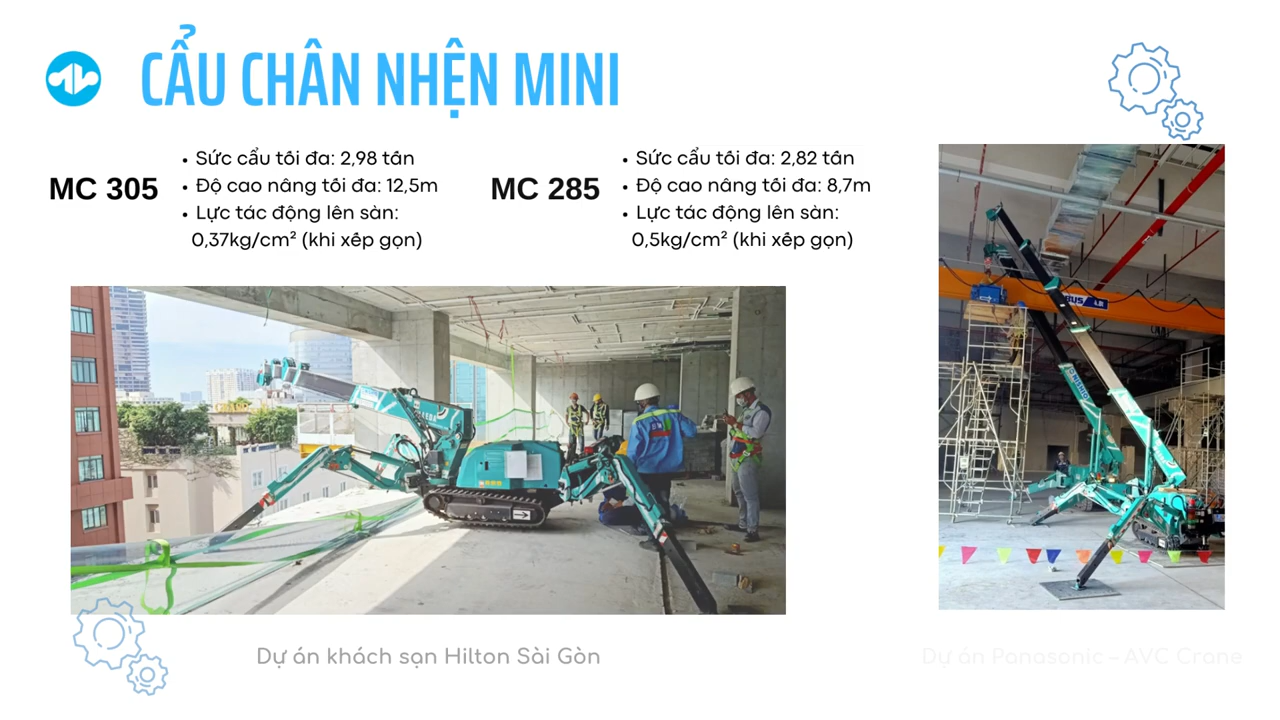 CẨU CHÂN NHỆN MINI
MC 305
• Sức cẩu tối đa: 2,98 tấn
• Độ cao nâng tối đa: 12,5m
• Lực tác động lên sàn:
0,37kg/cm² (khi xếp gọn)
MC 285
• Sức cẩu tối đa: 2,82 tấn
• Độ cao nâng tối đa: 8,7m
• Lực tác động lên sàn:
0,5kg/cm² (khi xếp gọn)
Dự án khách sạn Hilton Sài Gòn
Dự án Panasonic – AVC Crane